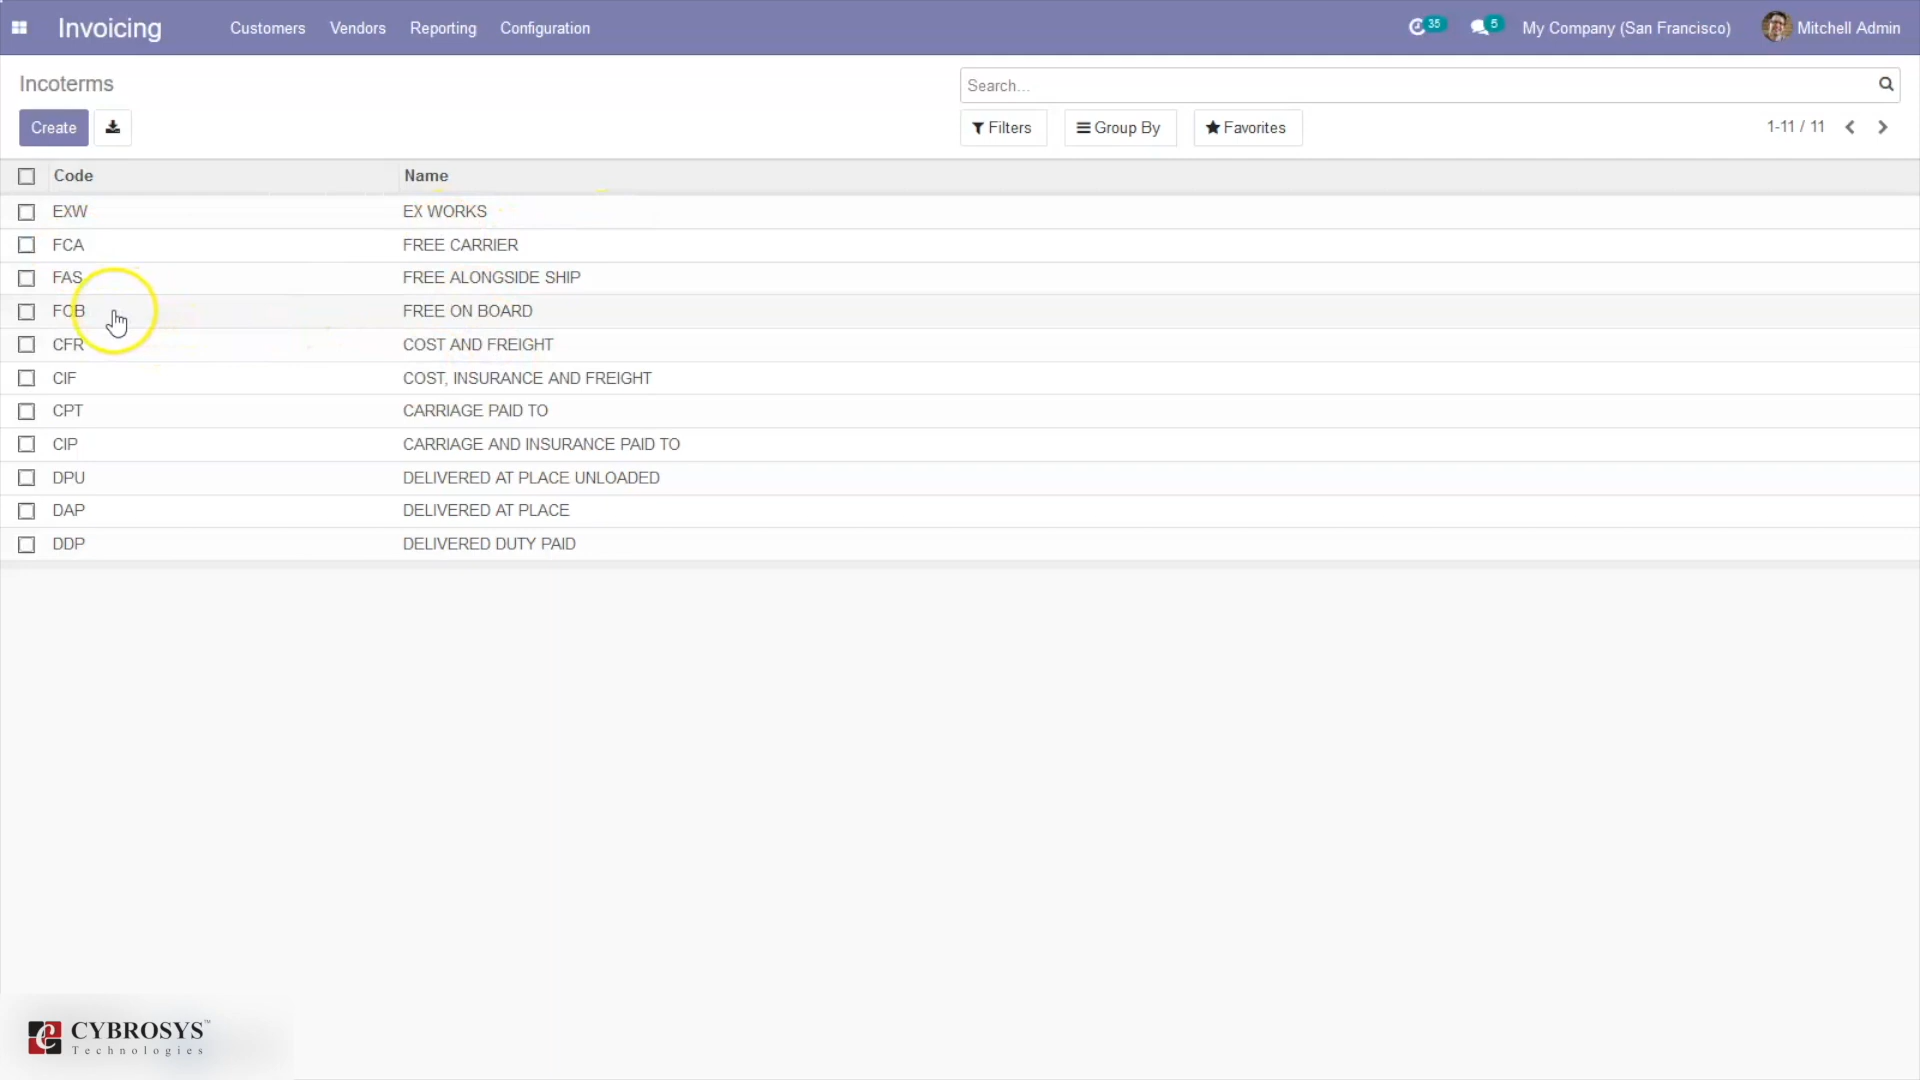 Invoicing Customers Vendors Reporting Configuration 35 5 My Company (San Francisco) Mitchell Admin
Incoterms Search...
Create Filters Group By Favorites 1-11 / 11
Code Name
EXW EX WORKS
FCA FREE CARRIER
FAS FREE ALONGSIDE SHIP
FOB FREE ON BOARD
CFR COST AND FREIGHT
CIF COST, INSURANCE AND FREIGHT
CPT CARRIAGE PAID TO
CIP CARRIAGE AND INSURANCE PAID TO
DPU DELIVERED AT PLACE UNLOADED
DAP DELIVERED AT PLACE
DDP DELIVERED DUTY PAID
CYBROSYS™
Technologies